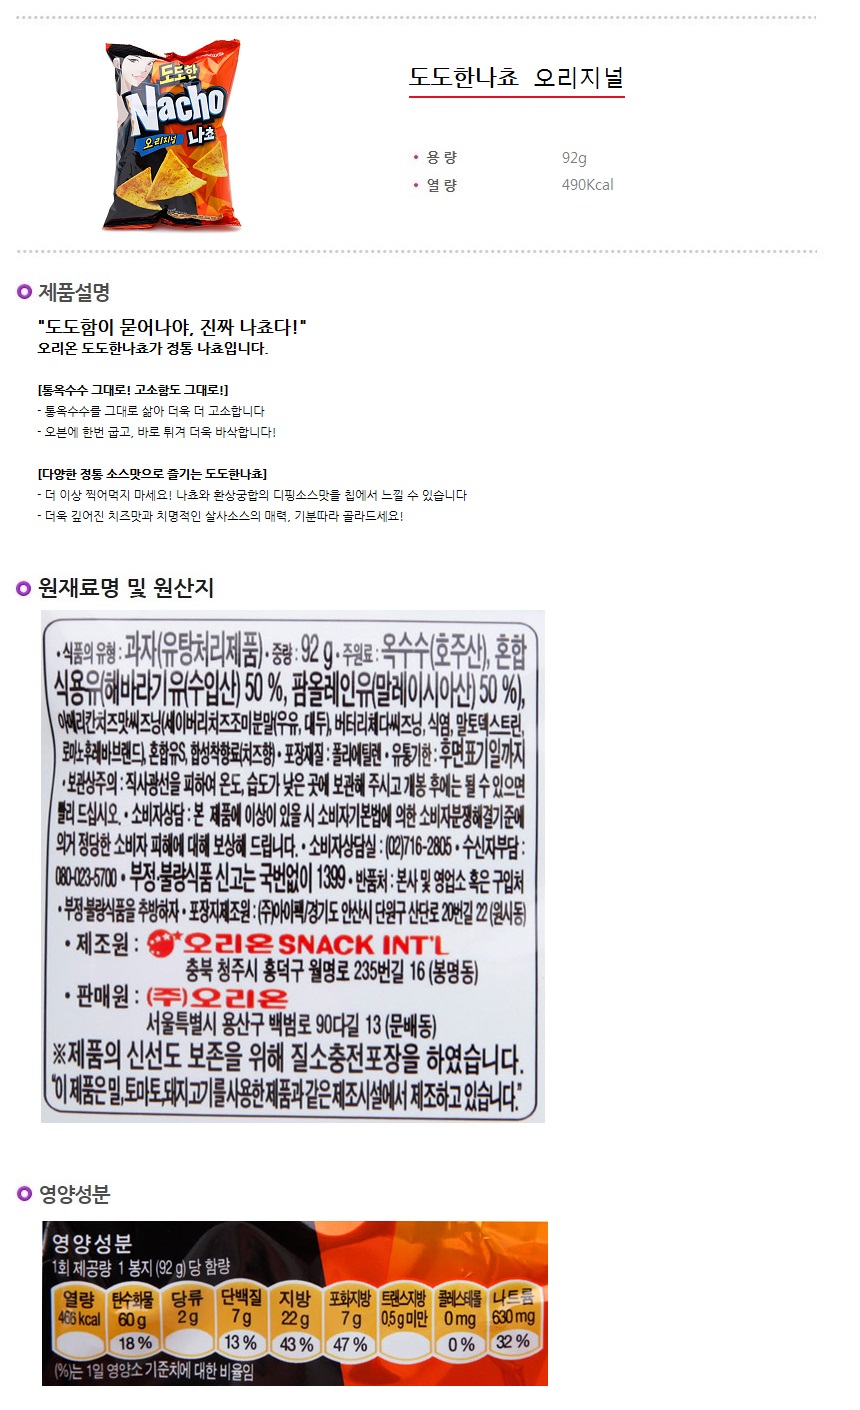 도도한
Nacho
오리지널 나쵸
도도한나쵸 오리지널
• 용 량 92g
• 열 량 490Kcal
제품설명
"도도함이 묻어나야, 진짜 나쵸다!"
오리온 도도한나쵸가 정통 나쵸입니다.
[통옥수수 그대로! 고소함도 그대로!]
- 통옥수수를 그대로 삶아 더욱 더 고소합니다
- 오븐에 한번 굽고, 바로 튀겨 더욱 바삭합니다!
[다양한 정통 소스맛으로 즐기는 도도한나쵸]
- 더 이상 찍어먹지 마세요! 나쵸와 환상궁합의 디핑소스맛을 칩에서 느낄 수 있습니다
- 더욱 깊어진 치즈맛과 치명적인 살사소스의 매력, 기분따라 골라드세요!
원재료명 및 원산지
• 식품의 유형 : 과자(유탕처리제품) • 중량 : 92 g • 주원료 : 옥수수(호주산), 혼합
식용유(해바라기유(수입산) 50 %, 팜올레인유(말레이시아산) 50 %),
아메리칸치즈맛씨즈닝(세이버리치즈조미분말(우유, 대두), 버터리체다씨즈닝, 식염, 말토덱스트린,
로마노후레바브랜드), 혼합유S, 합성착향료(치즈향) • 포장재질 : 폴리에틸렌 • 유통기한 : 후면표기일까지
• 보관상주의 : 직사광선을 피하여 온도, 습도가 낮은 곳에 보관해 주시고 개봉 후에는 될 수 있으면
빨리 드십시오. • 소비자상담 : 본 제품에 이상이 있을 시 소비자기본법에 의한 소비자분쟁해결기준에
의거 정당한 소비자 피해에 대해 보상해 드립니다. • 소비자상담실 : (02)716-2805 • 수신자부담 :
080-023-5700 • 부정·불량식품 신고는 국번없이 1399 • 반품처 : 본사 및 영업소 혹은 구입처
• 부정·불량식품을 추방하자 • 포장지제조원 : (주)아이팩/경기도 안산시 단원구 산단로 20번길 22 (원시동)
• 제조원 : 오리온 SNACK INT'L
충북 청주시 흥덕구 월명로 235번길 16 (봉명동)
• 판매원 : (주)오리온
서울특별시 용산구 백범로 90다길 13 (문배동)
※제품의 신선도 보존을 위해 질소충전포장을 하였습니다.
"이 제품은 밀, 토마토, 돼지고기를 사용한 제품과 같은 제조시설에서 제조하고 있습니다."
영양성분
영양성분
1회 제공량 1 봉지 (92 g) 당 함량
열량 탄수화물 당류 단백질 지방 포화지방 트랜스지방 콜레스테롤 나트륨
466 kcal 60 g 2 g 7 g 22 g 7 g 0.5 g 미만 0 mg 630 mg
18 % 13 % 43 % 47 % 0 % 32 %
(%)는 1일 영양소 기준치에 대한 비율임